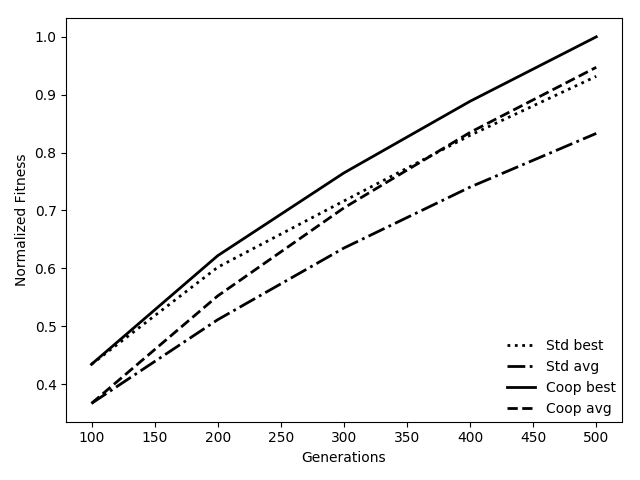 1.0
0.9
0.8
0.7
0.6
0.5
0.4
Normalized Fitness
Std best
Std avg
Coop best
Coop avg
100 150 200 250 300 350 400 450 500
Generations